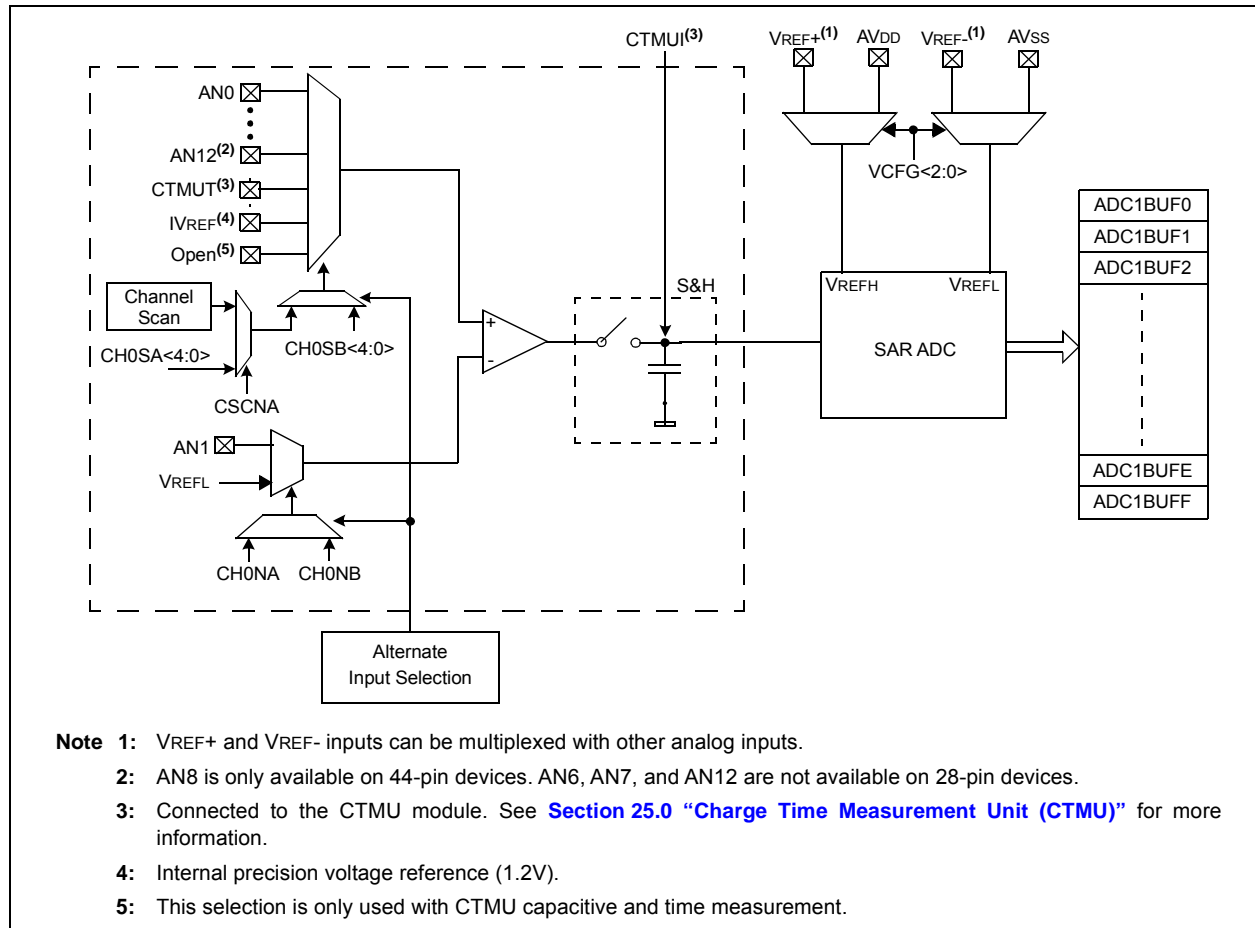 CTMUI(3)
VREF+(1) AVDD VREF-(1) AVSS
AN0
AN12(2)
CTMUT(3)
IVREF(4)
Open(5)
Channel
Scan
CH0SA<4:0>
CH0SB<4:0>
CSCNA
AN1
VREFL
CH0NA CH0NB
+
-
S&H
VCFG<2:0>
VREFH VREFL
SAR ADC
ADC1BUF0
ADC1BUF1
ADC1BUF2
ADC1BUFE
ADC1BUFF
Alternate
Input Selection
Note 1: VREF+ and VREF- inputs can be multiplexed with other analog inputs.
2: AN8 is only available on 44-pin devices. AN6, AN7, and AN12 are not available on 28-pin devices.
3: Connected to the CTMU module. See Section 25.0 “Charge Time Measurement Unit (CTMU)” for more
information.
4: Internal precision voltage reference (1.2V).
5: This selection is only used with CTMU capacitive and time measurement.